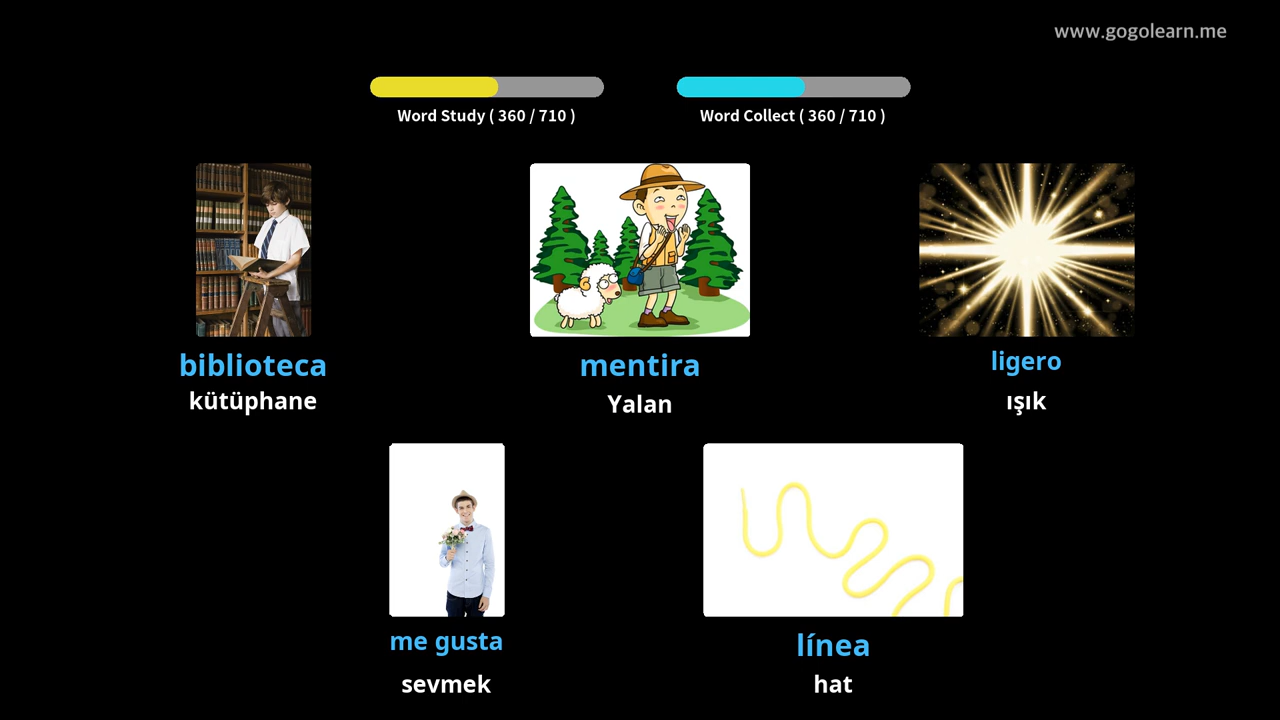 www.gogolearn.me
Word Study ( 360 / 710 )
Word Collect ( 360 / 710 )
biblioteca
kütüphane
mentira
Yalan
ligero
ışık
me gusta
sevmek
línea
hat